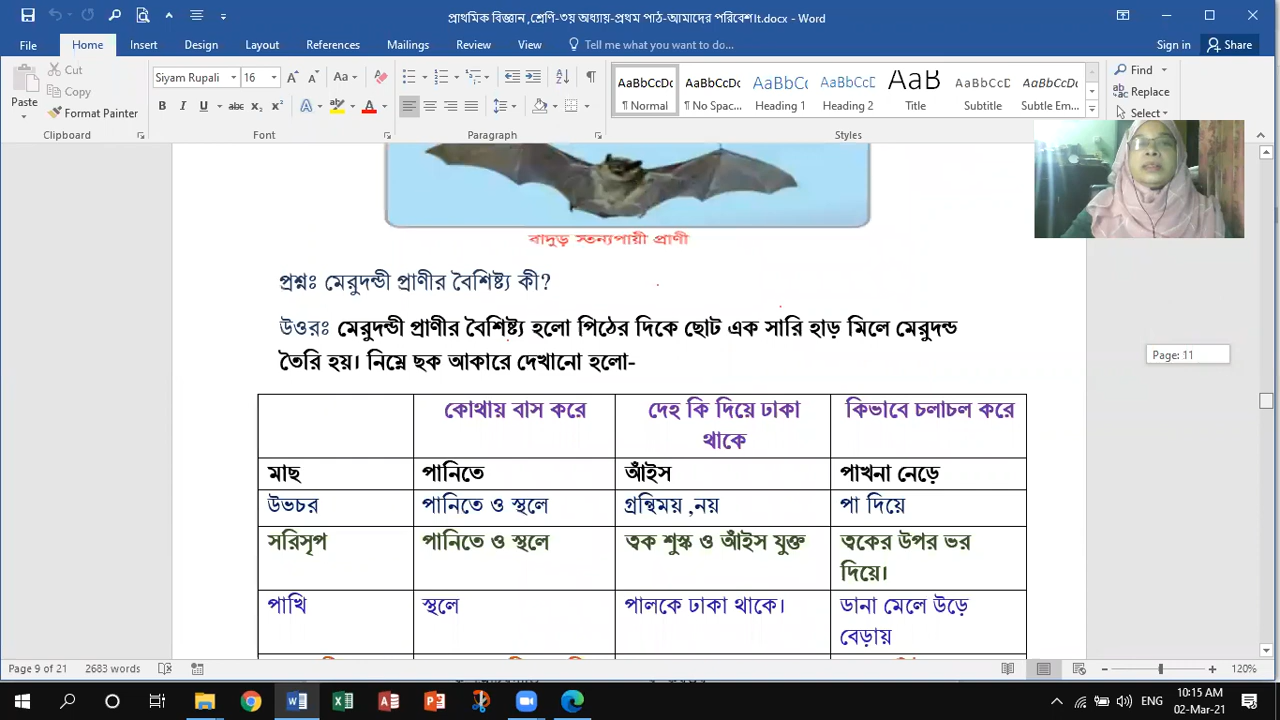 প্রাথমিক বিজ্ঞান ,শ্রেণি-৩য় অধ্যায়-প্রথম পাঠ-আমাদের পরিবেশ lt.docx - Word
File Home Insert Design Layout References Mailings Review View Tell me what you want to do... Sign in Share
Paste Cut Copy Format Painter
Siyam Rupali 16
AaBbCcDc AaBbCcDc AaBbCc AaBbCcC AaB AaBbCcD AaBbCcDc
¶ Normal ¶ No Spac... Heading 1 Heading 2 Title Subtitle Subtle Em...
Find
Replace
Select
Clipboard Font Paragraph Styles
বাদুড় স্তন্যপায়ী প্রাণী
প্রশ্নঃ মেরুদন্ডী প্রাণীর বৈশিষ্ট্য কী?
উওরঃ মেরুদন্ডী প্রাণীর বৈশিষ্ট্য হলো পিঠের দিকে ছোট এক সারি হাড় মিলে মেরুদন্ড
তৈরি হয়। নিম্নে ছক আকারে দেখানো হলো-
Page: 11
কোথায় বাস করে দেহ কি দিয়ে ঢাকা থাকে কিভাবে চলাচল করে
মাছ পানিতে আঁইস পাখনা নেড়ে
উভচর পানিতে ও স্থলে গ্রন্থিময় ,নয় পা দিয়ে
সরিসৃপ পানিতে ও স্থলে ত্বক শুস্ক ও আঁইস যুক্ত ত্বকের উপর ভর দিয়ে।
পাখি স্থলে পালকে ঢাকা থাকে। ডানা মেলে উড়ে বেড়ায়
Page 9 of 21 2683 words 120%
ENG 10:15 AM
02-Mar-21